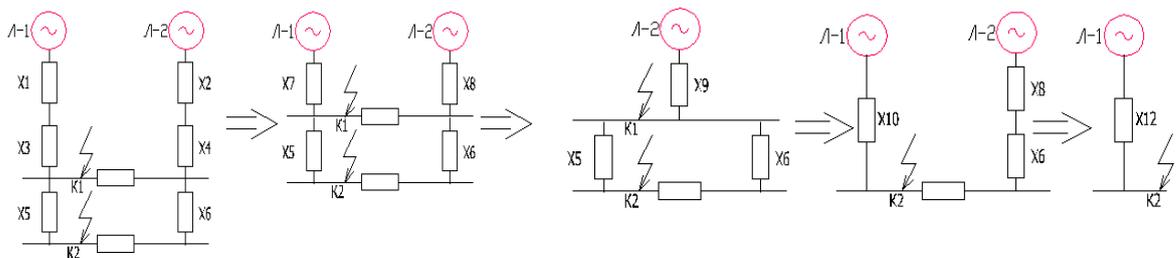 Л-1 Л-2
X1 X2
X3 X4
K1
X5 X6
K2
Л-1 Л-2
X7 X8
K1
X5 X6
K2
Л-2
X9
K1
X5 X6
K2
Л-1 Л-2
X8
X10
X6
K2
Л-1
X12
K2